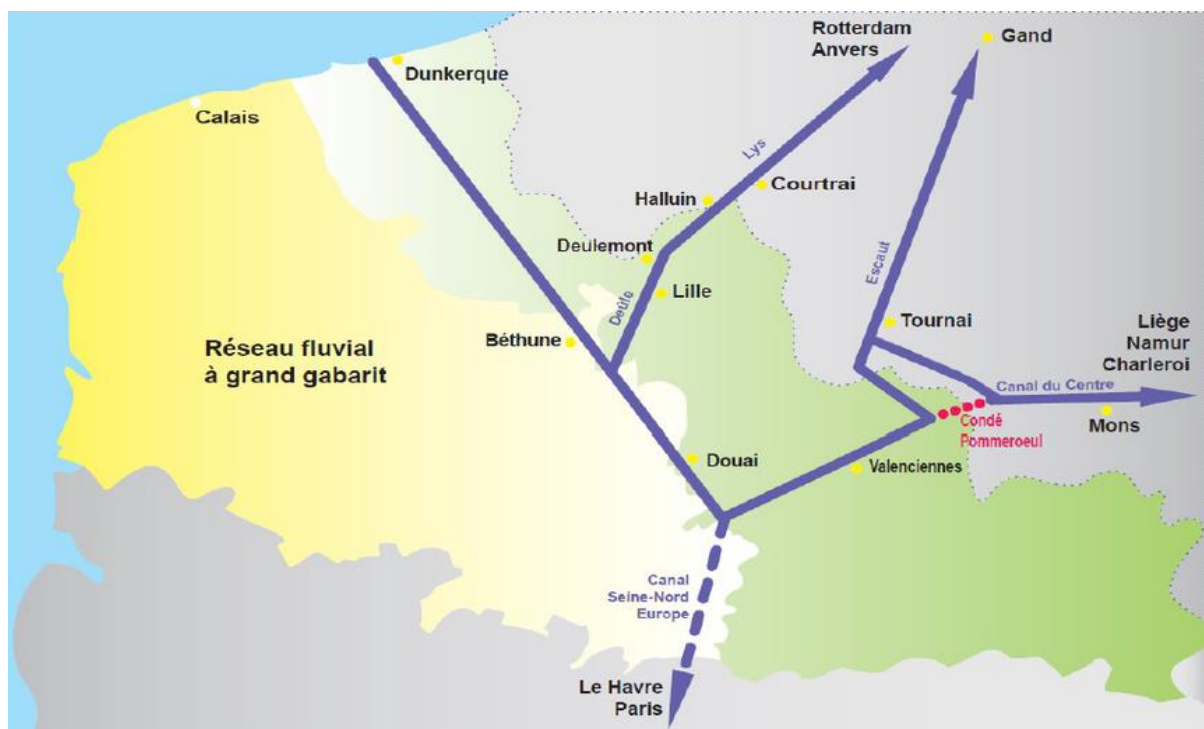 Rotterdam
Anvers
Gand
Dunkerque
Calais
Lys
Halluin
Courtrai
Deulemont
Escaut
Lille
Deûle
Tournai
Béthune
Réseau fluvial
à grand gabarit
Liège
Namur
Charleroi
Canal du Centre
Condé
Pommeroeul
Mons
Douai
Valenciennes
Canal
Seine-Nord
Europe
Le Havre
Paris